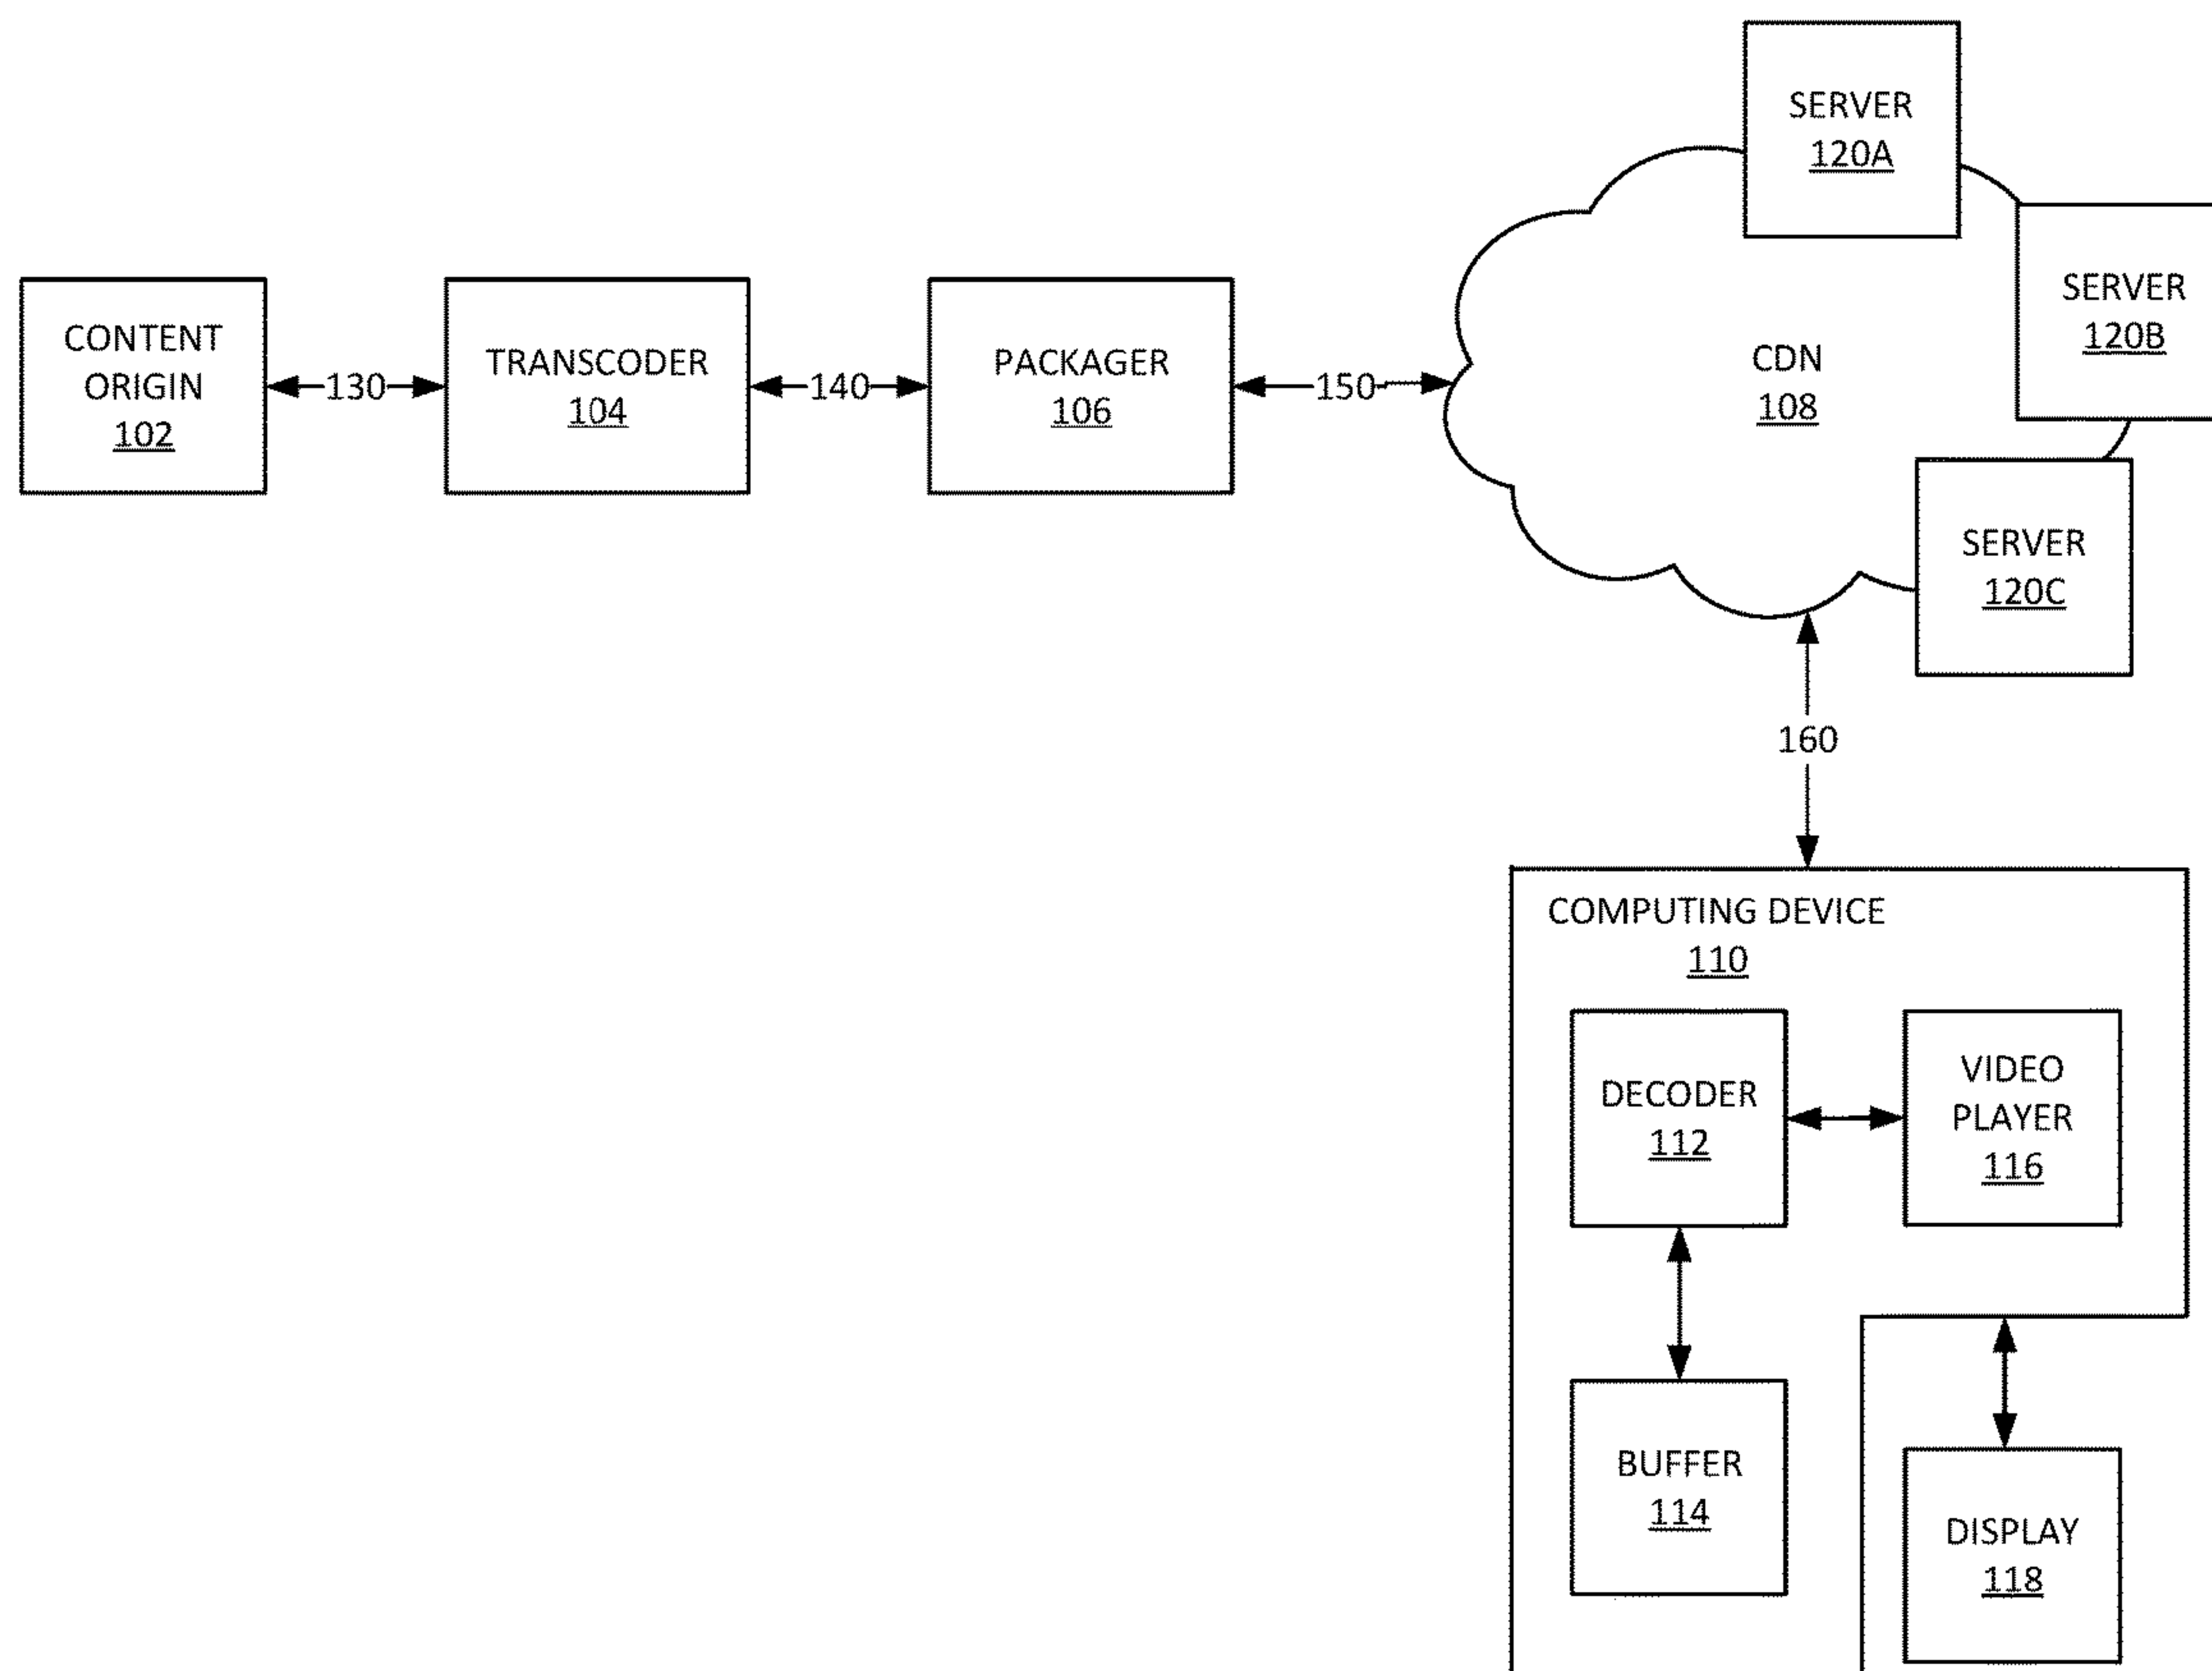 SERVER
120A
SERVER
120B
CONTENT
ORIGIN
102
130
TRANSCODER
104
140
PACKAGER
106
150
CDN
108
SERVER
120C
160
COMPUTING DEVICE
110
DECODER
112
VIDEO
PLAYER
116
BUFFER
114
DISPLAY
118